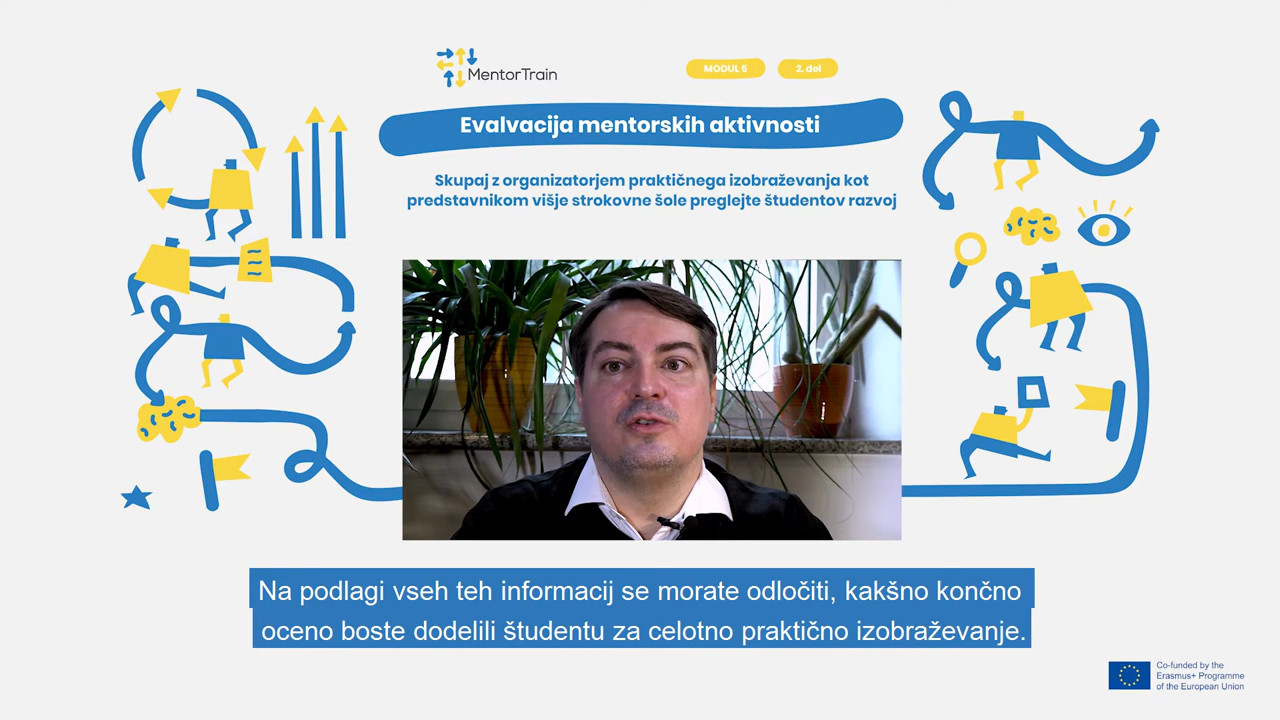 MentorTrain
MODUL 5
2. del
Evalvacija mentorskih aktivnosti
Skupaj z organizatorjem praktičnega izobraževanja kot
predstavnikom višje strokovne šole preglejte študentov razvoj
Na podlagi vseh teh informacij se morate odločiti, kakšno končno
oceno boste dodelili študentu za celotno praktično izobraževanje.
Co-funded by the
Erasmus+ Programme
of the European Union